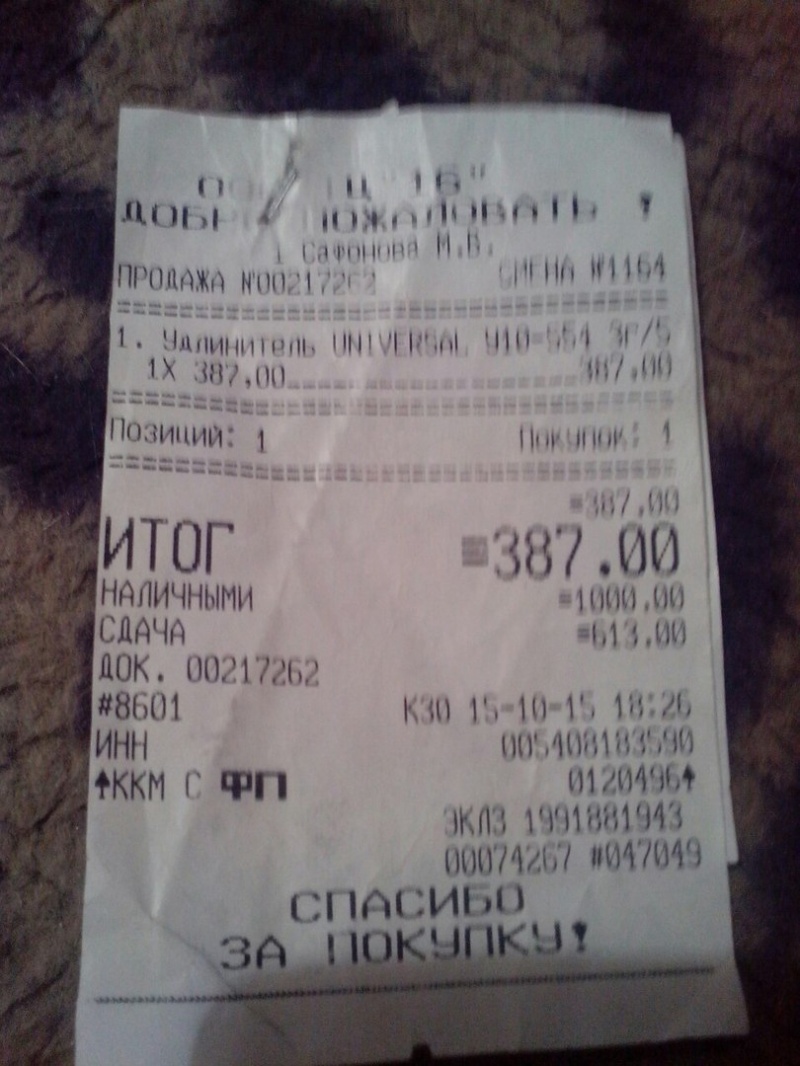 "16"
ПОЖАЛОВАТЬ !
1 Сафонова М.В.
ПРОДАЖА №00217262 СМЕНА №1164
1. Удлинитель UNIVERSAL У10-554 3г/5
1X 387,00 387,00
Позиций: 1 Покупок: 1
≡387,00
ИТОГ ≡387.00
НАЛИЧНЫМИ ≡1000,00
СДАЧА ≡613.00
ДОК. 00217262
#8601 К30 15-10-15 18:26
ИНН 005408183590
↑ККМ С ФП 0120496↑
ЭКЛЗ 1991881943
00074267 #047049
СПАСИБО
ЗА ПОКУПКУ!